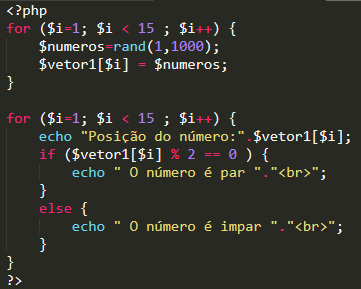 <?php
for ($i=1; $i < 15 ; $i++) {
    $numeros=rand(1,1000);
    $vetor1[$i] = $numeros;
}

for ($i=1; $i < 15 ; $i++) {
    echo "Posição do número:".$vetor1[$i];
    if ($vetor1[$i] % 2 == 0 ) {
        echo " O número é par "."<br>";
    }
    else {
        echo " O número é impar "."<br>";
    }
}
?>